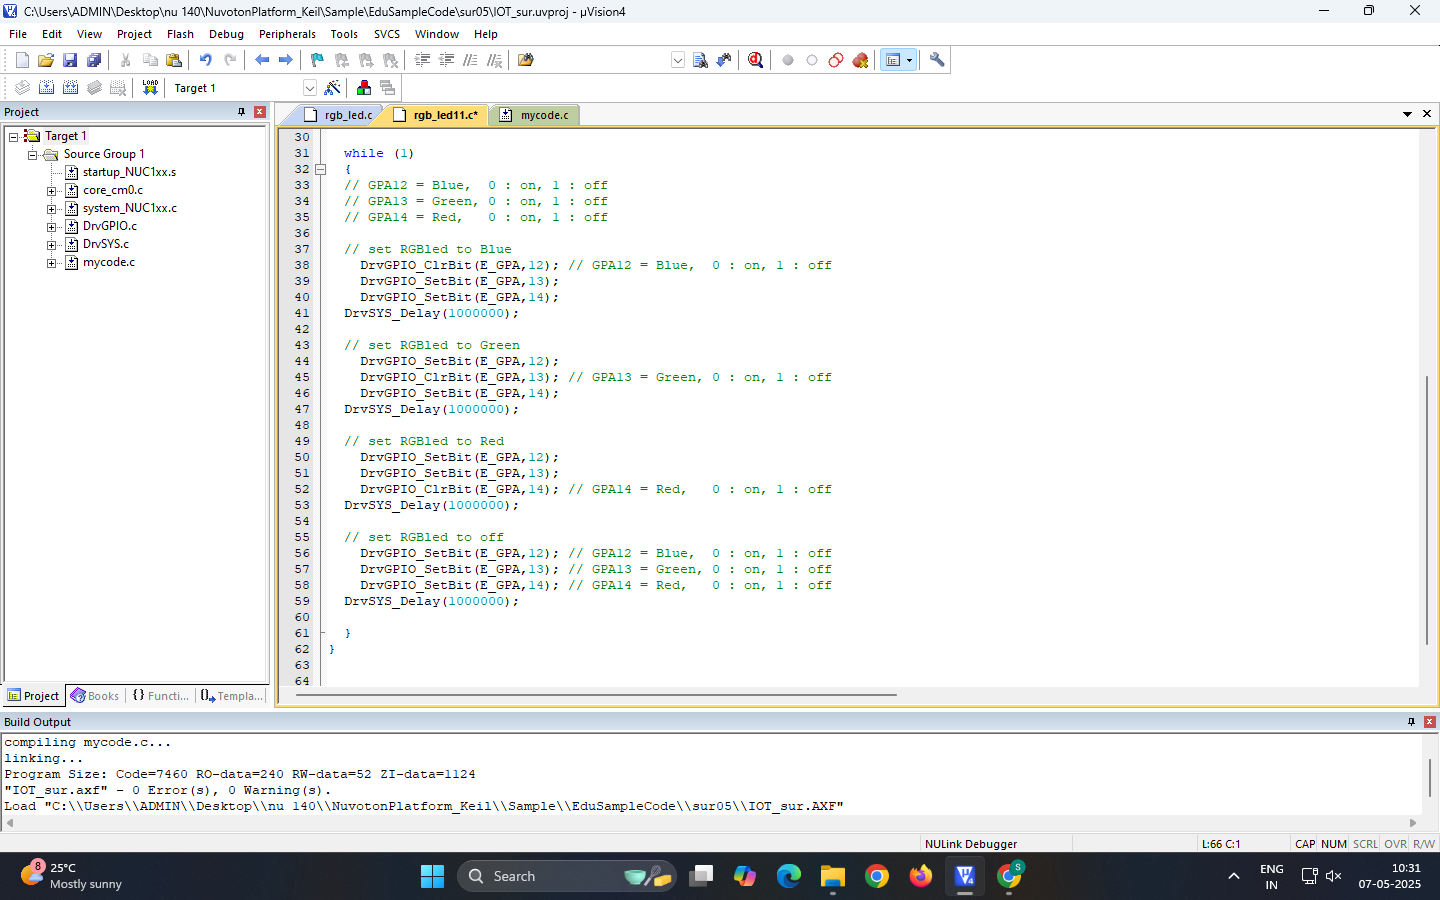 C:\Users\ADMIN\Desktop\nu 140\NuvotonPlatform_Keil\Sample\EduSampleCode\sur05\IOT_sur.uvproj - µVision4
File Edit View Project Flash Debug Peripherals Tools SVCS Window Help
LOAD Target 1
Project
rgb_led.c rgb_led11.c* mycode.c
Target 1
Source Group 1
startup_NUC1xx.s
core_cm0.c
system_NUC1xx.c
DrvGPIO.c
DrvSYS.c
mycode.c
30
31 while (1)
32 {
33 // GPA12 = Blue, 0 : on, 1 : off
34 // GPA13 = Green, 0 : on, 1 : off
35 // GPA14 = Red, 0 : on, 1 : off
36
37 // set RGBled to Blue
38 DrvGPIO_ClrBit(E_GPA,12); // GPA12 = Blue, 0 : on, 1 : off
39 DrvGPIO_SetBit(E_GPA,13);
40 DrvGPIO_SetBit(E_GPA,14);
41 DrvSYS_Delay(1000000);
42
43 // set RGBled to Green
44 DrvGPIO_SetBit(E_GPA,12);
45 DrvGPIO_ClrBit(E_GPA,13); // GPA13 = Green, 0 : on, 1 : off
46 DrvGPIO_SetBit(E_GPA,14);
47 DrvSYS_Delay(1000000);
48
49 // set RGBled to Red
50 DrvGPIO_SetBit(E_GPA,12);
51 DrvGPIO_SetBit(E_GPA,13);
52 DrvGPIO_ClrBit(E_GPA,14); // GPA14 = Red, 0 : on, 1 : off
53 DrvSYS_Delay(1000000);
54
55 // set RGBled to off
56 DrvGPIO_SetBit(E_GPA,12); // GPA12 = Blue, 0 : on, 1 : off
57 DrvGPIO_SetBit(E_GPA,13); // GPA13 = Green, 0 : on, 1 : off
58 DrvGPIO_SetBit(E_GPA,14); // GPA14 = Red, 0 : on, 1 : off
59 DrvSYS_Delay(1000000);
60
61 }
62 }
63
64
Project Books {} Functi... Templa...
Build Output
compiling mycode.c...
linking...
Program Size: Code=7460 RO-data=240 RW-data=52 ZI-data=1124
"IOT_sur.axf" - 0 Error(s), 0 Warning(s).
Load "C:\\Users\\ADMIN\\Desktop\\nu 140\\NuvotonPlatform_Keil\\Sample\\EduSampleCode\\sur05\\IOT_sur.AXF"
NULink Debugger L:66 C:1 CAP NUM SCRL OVR R/W
8 25°C
Mostly sunny
Search
S
ENG
IN
10:31
07-05-2025